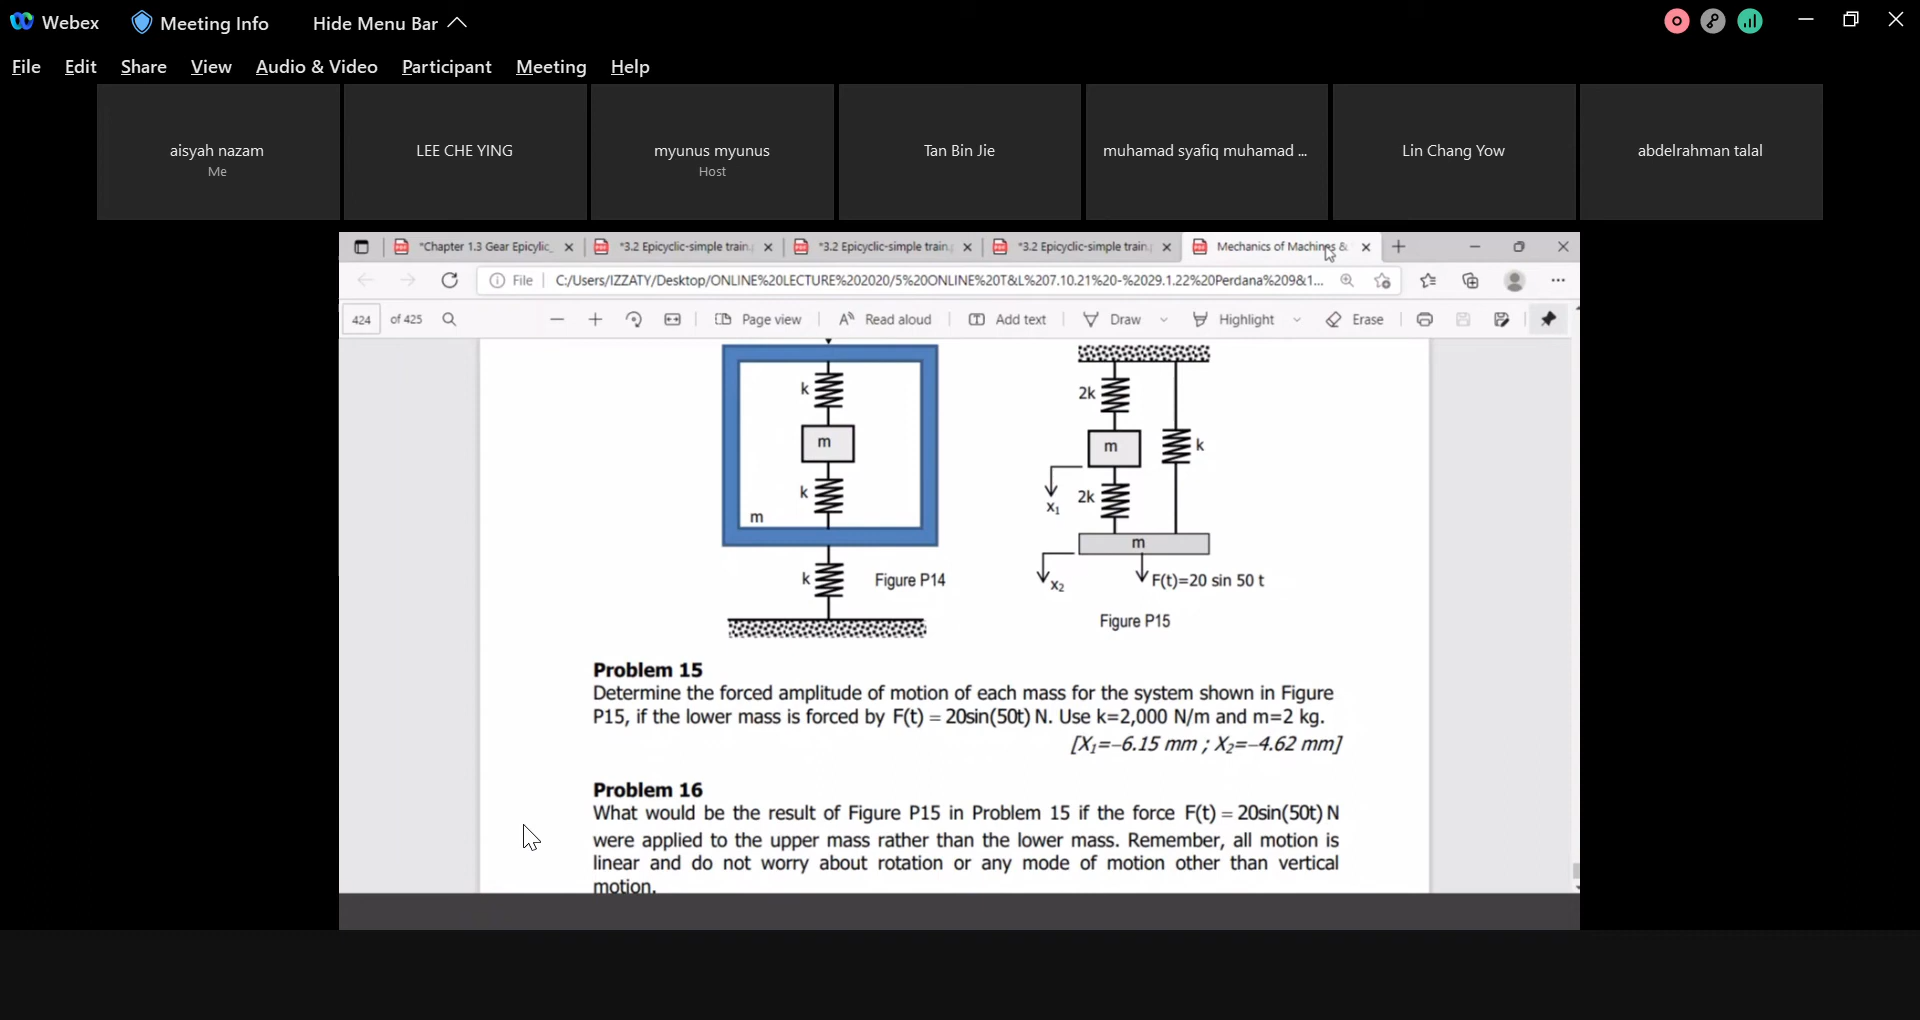 Webex Meeting Info Hide Menu Bar
File Edit Share View Audio & Video Participant Meeting Help
aisyah nazam
Me
LEE CHE YING
myunus myunus
Host
Tan Bin Jie
muhamad syafiq muhamad ...
Lin Chang Yow
abdelrahman talal
*Chapter 1.3 Gear Epicylic_ *3.2 Epicyclic-simple train. *3.2 Epicyclic-simple train. *3.2 Epicyclic-simple train. Mechanics of Machines &
File C:/Users/IZZATY/Desktop/ONLINE%20LECTURE%202020/5%20ONLINE%20T&L%207.10.21%20-%2029.1.22%20Perdana%209&1...
424 of 425 Page view Read aloud Add text Draw Highlight Erase
k
m
k
m
k
Figure P14
2k
m
k
x₁
2k
m
x₂
F(t)=20 sin 50 t
Figure P15
Problem 15
Determine the forced amplitude of motion of each mass for the system shown in Figure
P15, if the lower mass is forced by F(t) = 20sin(50t) N. Use k=2,000 N/m and m=2 kg.
[X₁=–6.15 mm ; X₂=–4.62 mm]
Problem 16
What would be the result of Figure P15 in Problem 15 if the force F(t) = 20sin(50t) N
were applied to the upper mass rather than the lower mass. Remember, all motion is
linear and do not worry about rotation or any mode of motion other than vertical
motion.